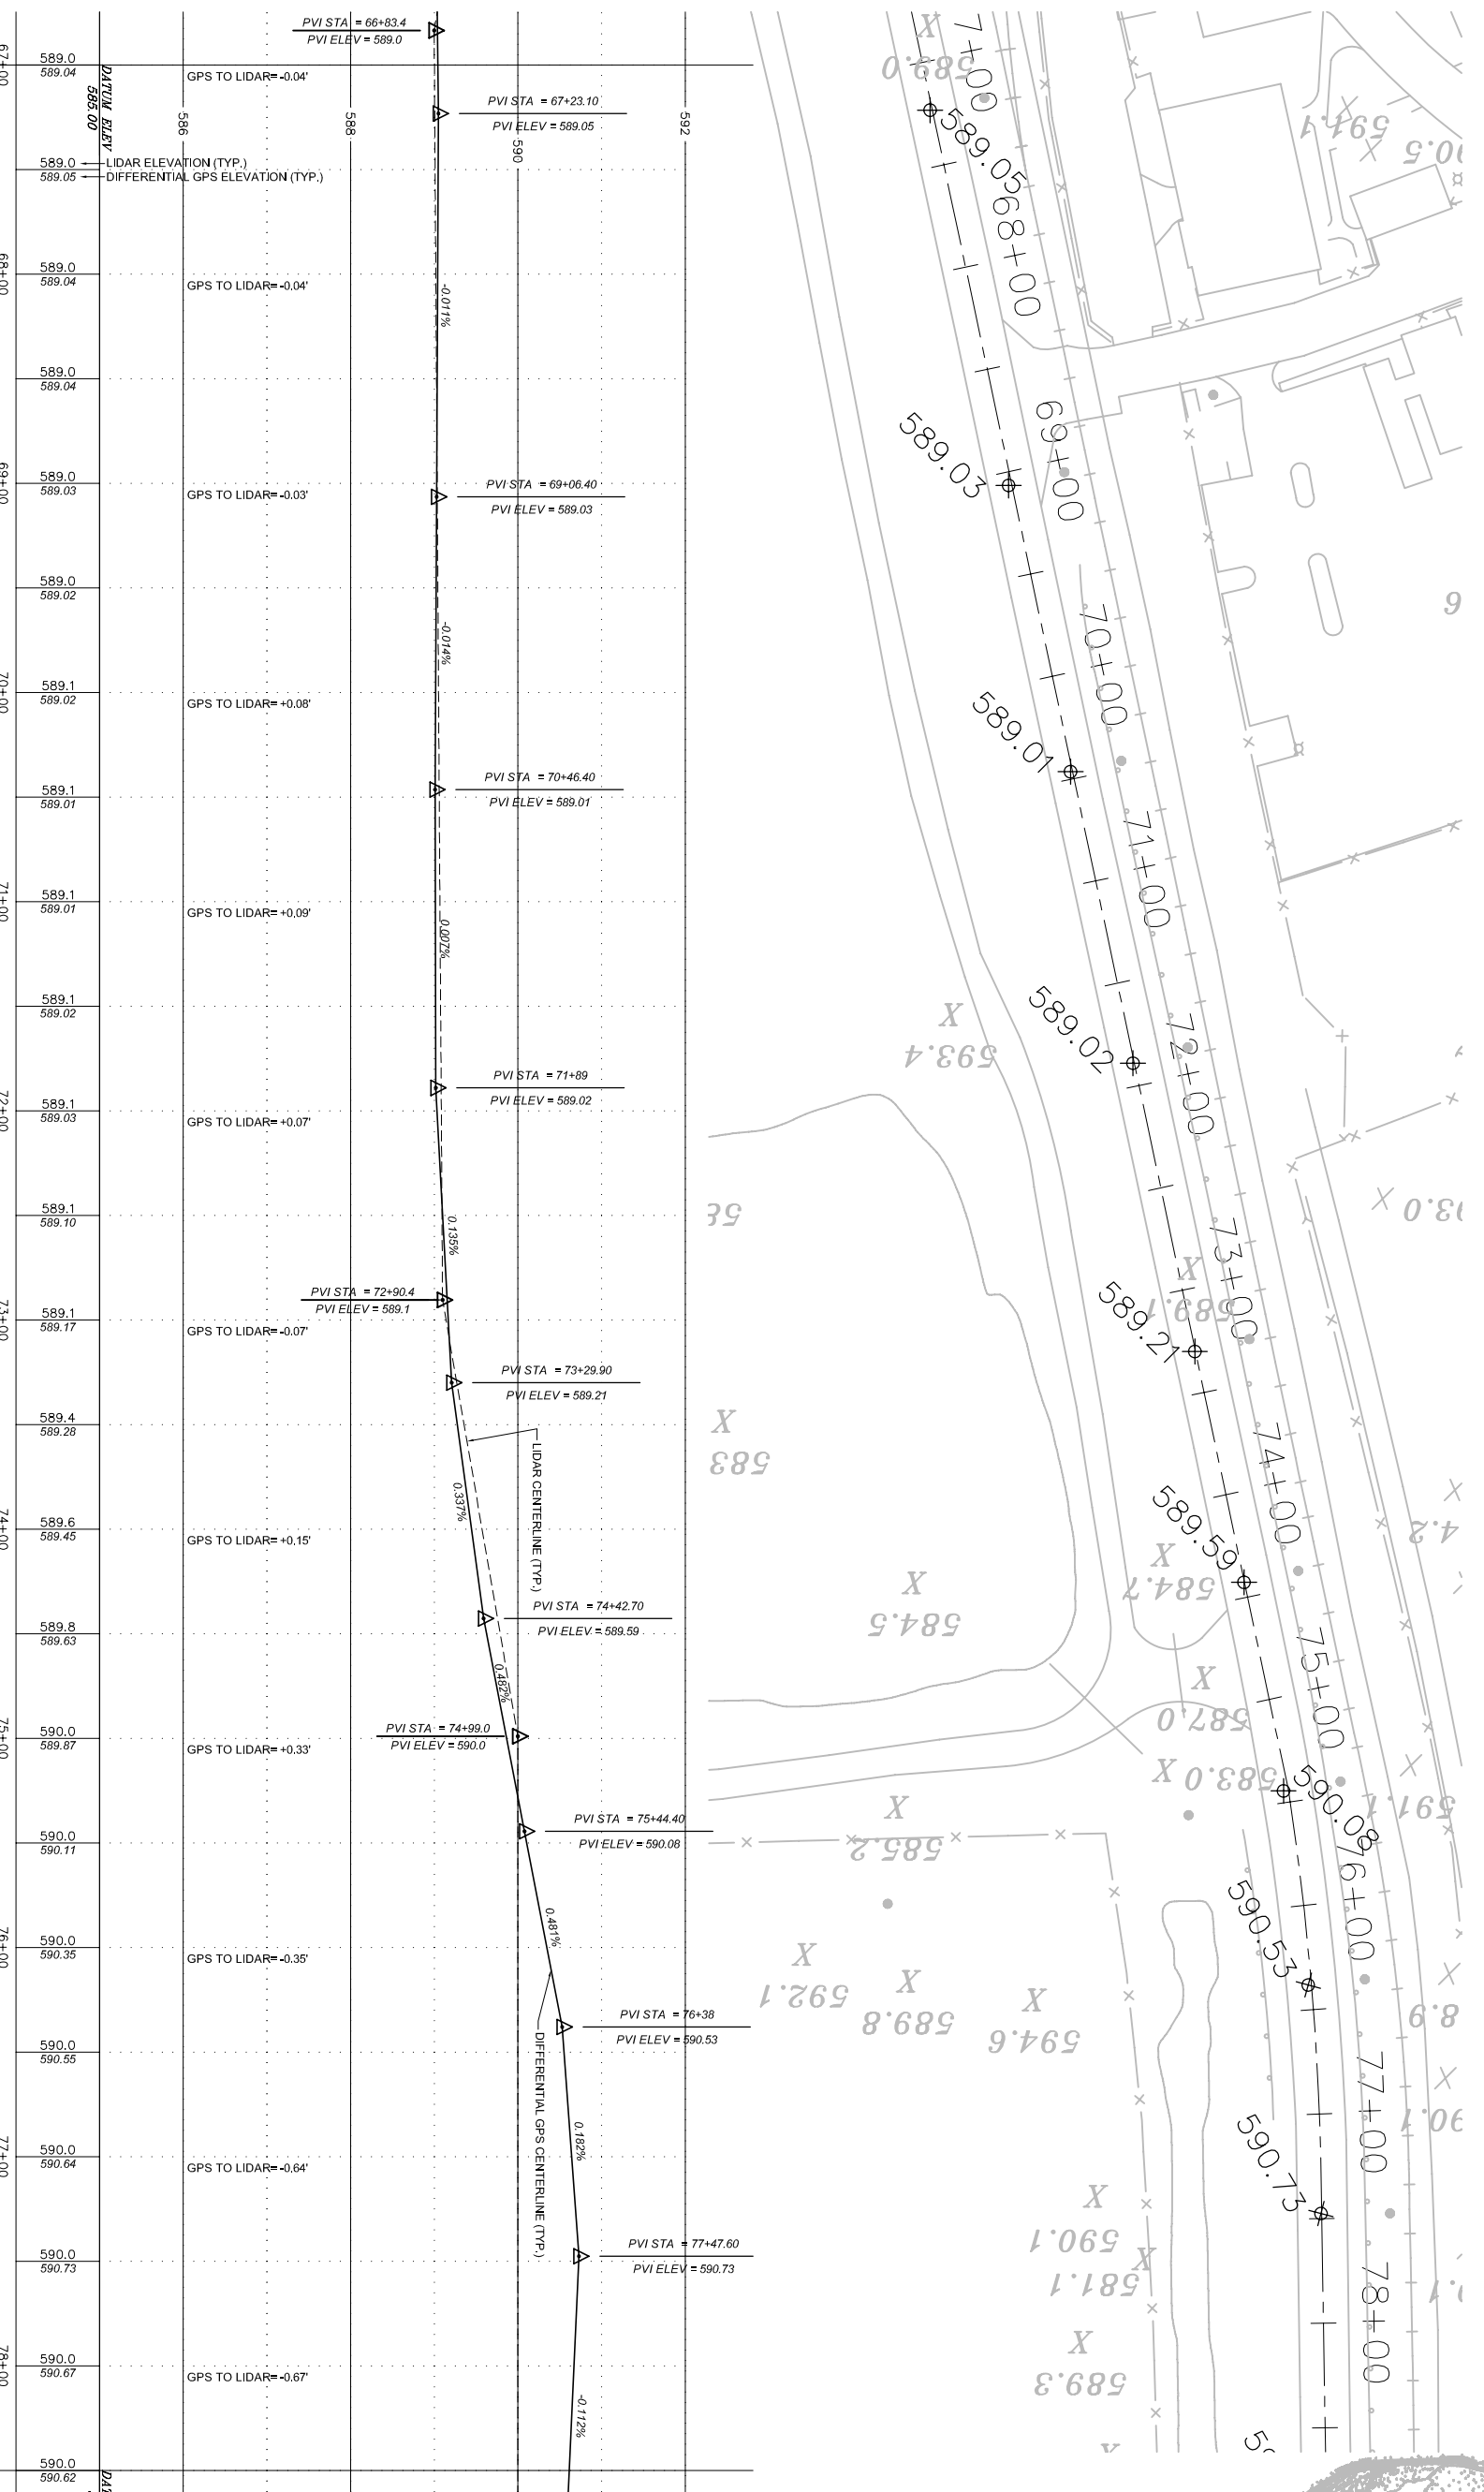 PVI STA = 66+83.4
PVI ELEV = 589.0
67+00
589.0
589.04
GPS TO LIDAR= -0.04'
DATUM ELEV
585.00
586
588
590
592
PVI STA = 67+23.10
PVI ELEV = 589.05
589.0
589.05
LIDAR ELEVATION (TYP.)
DIFFERENTIAL GPS ELEVATION (TYP.)
68+00
589.0
589.04
GPS TO LIDAR= -0.04'
-0.011%
589.0
589.04
69+00
589.0
589.03
GPS TO LIDAR= -0.03'
PVI STA = 69+06.40
PVI ELEV = 589.03
589.0
589.02
-0.014%
70+00
589.1
589.02
GPS TO LIDAR= +0.08'
PVI STA = 70+46.40
PVI ELEV = 589.01
589.1
589.01
71+00
589.1
589.01
GPS TO LIDAR= +0.09'
0.007%
589.1
589.02
PVI STA = 71+89
PVI ELEV = 589.02
72+00
589.1
589.03
GPS TO LIDAR= +0.07'
589.1
589.10
0.135%
PVI STA = 72+90.4
PVI ELEV = 589.1
73+00
589.1
589.17
GPS TO LIDAR= -0.07'
PVI STA = 73+29.90
PVI ELEV = 589.21
589.4
589.28
LIDAR CENTERLINE (TYP.)
0.337%
74+00
589.6
589.45
GPS TO LIDAR= +0.15'
PVI STA = 74+42.70
PVI ELEV = 589.59
589.8
589.63
0.482%
PVI STA = 74+99.0
PVI ELEV = 590.0
75+00
590.0
589.87
GPS TO LIDAR= +0.33'
PVI STA = 75+44.40
PVI ELEV = 590.08
590.0
590.11
0.481%
76+00
590.0
590.35
GPS TO LIDAR= -0.35'
PVI STA = 76+38
PVI ELEV = 590.53
590.0
590.55
DIFFERENTIAL GPS CENTERLINE (TYP.)
0.182%
77+00
590.0
590.64
GPS TO LIDAR= -0.64'
PVI STA = 77+47.60
PVI ELEV = 590.73
590.0
590.73
78+00
590.0
590.67
GPS TO LIDAR= -0.67'
-0.112%
590.0
590.62
7+00
589.0
X
589.05
591.1
X
68+00
69+00
589.03
70+00
589.01
71+00
X
593.4
589.02
72+00
73+00
X
589.1
589.21
X
583
74+00
589.59
X
584.7
X
584.5
75+00
X
587.0
583.0 X
590.08
591.1
X
X
585.2
76+00
590.53
X
592.1
X
589.8
X
594.6
77+00
590.73
X
590.1
X
581.1
78+00
X
589.3